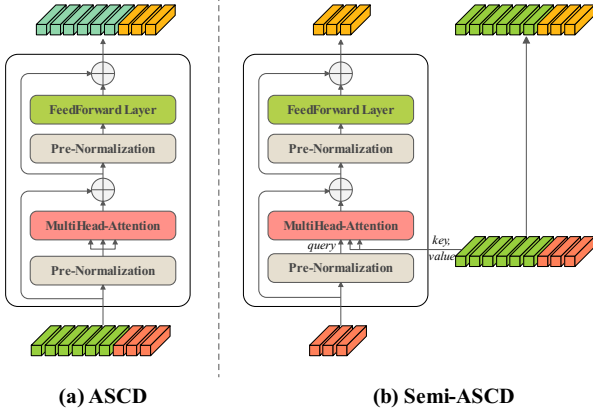 FeedForward Layer
Pre-Normalization
MultiHead-Attention
Pre-Normalization
(a) ASCD
FeedForward Layer
Pre-Normalization
MultiHead-Attention
query
key,
value
Pre-Normalization
(b) Semi-ASCD